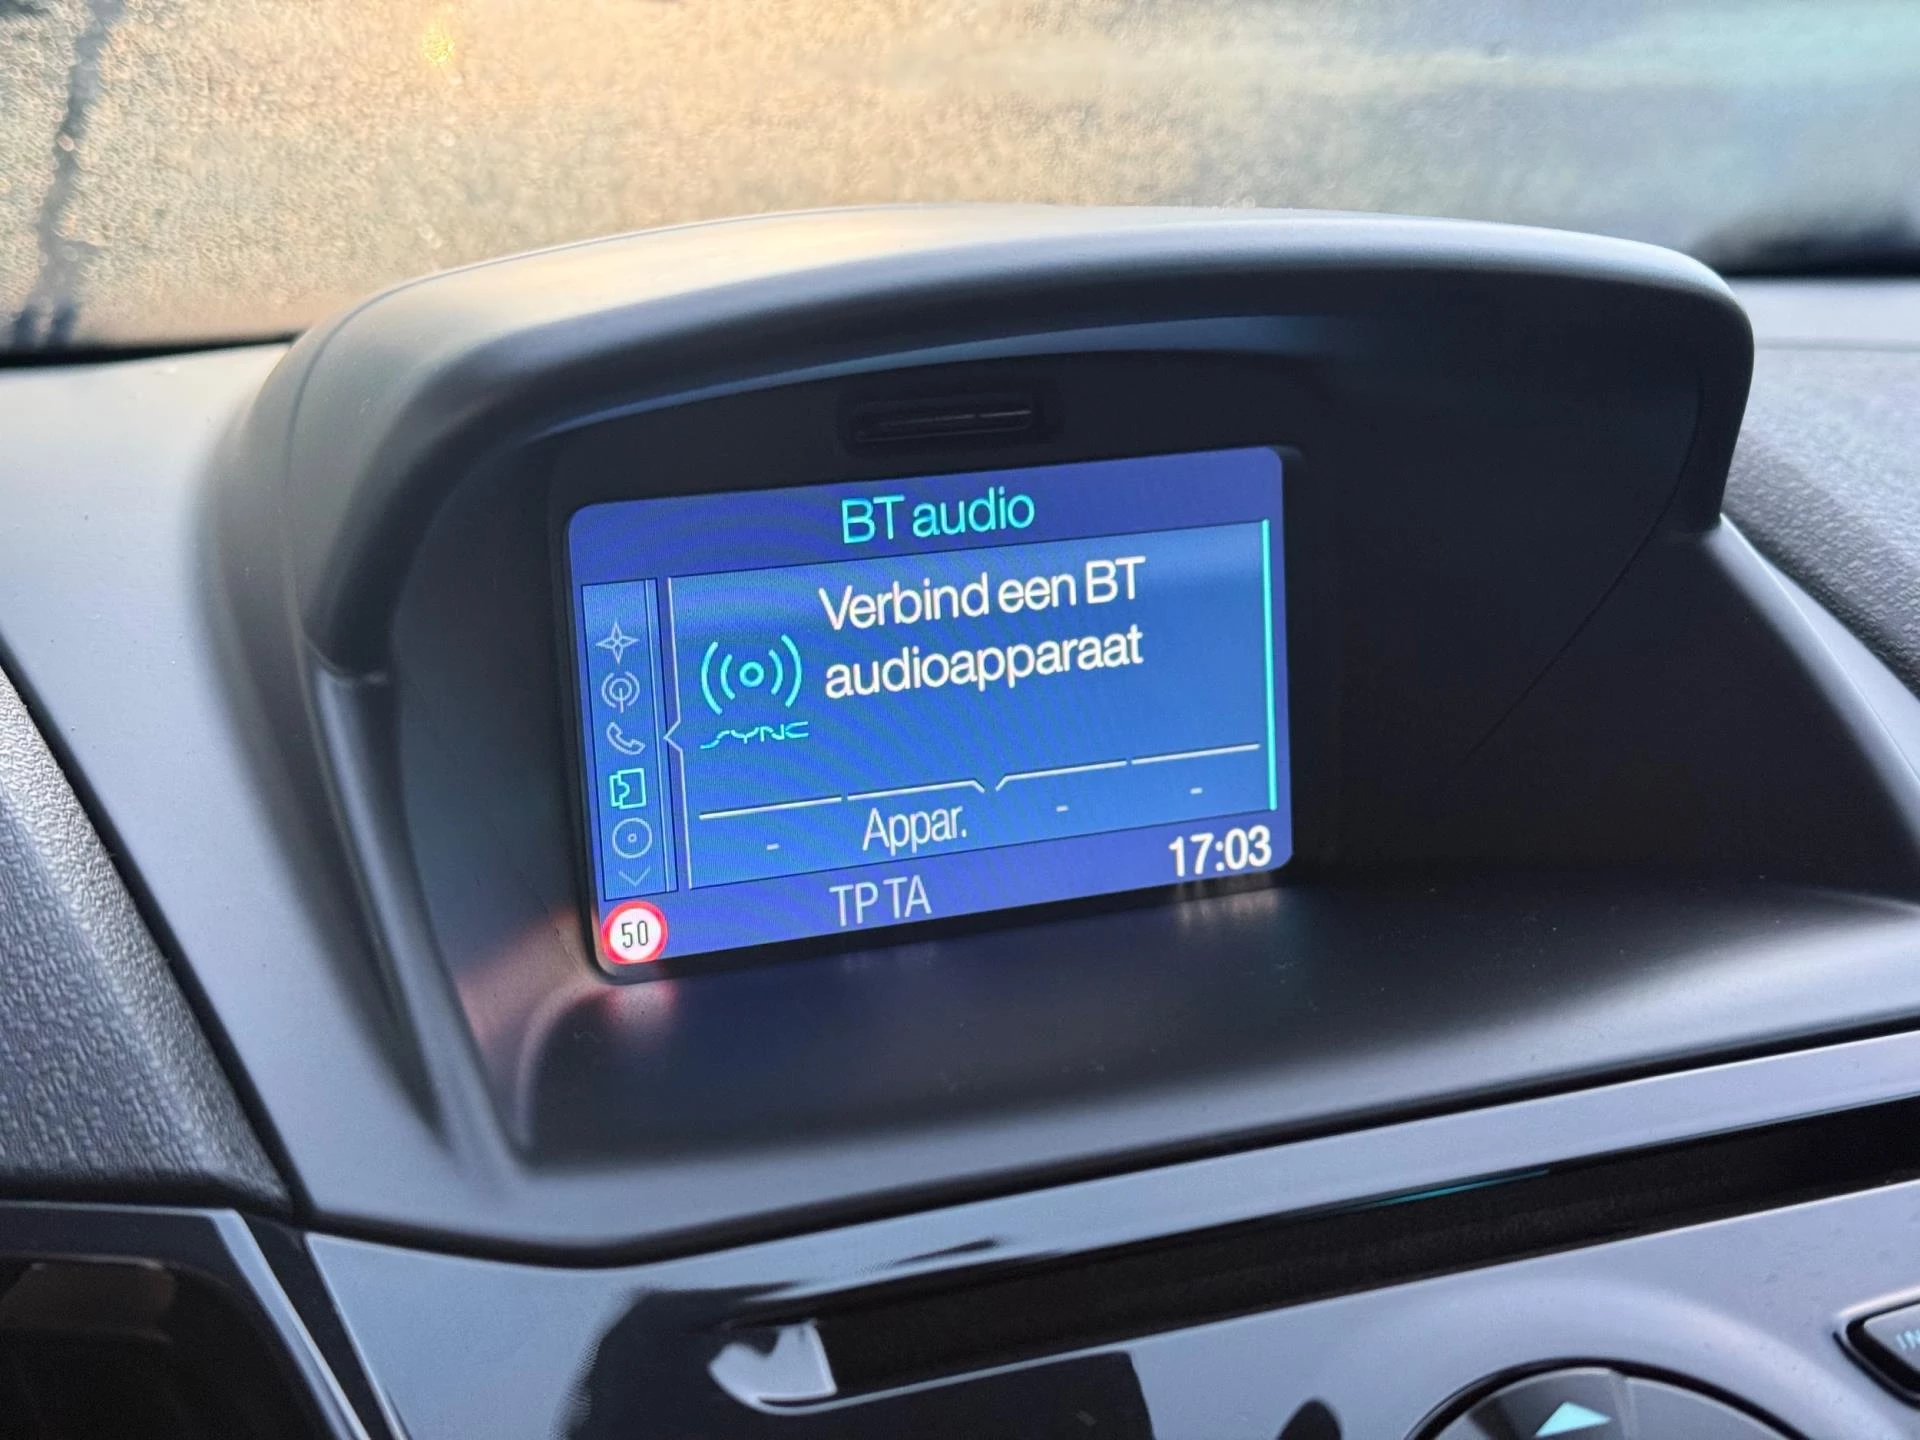 BT audio
Verbind een BT
audioapparaat
SYNC
- Appar. - -
17:03
TP TA
50